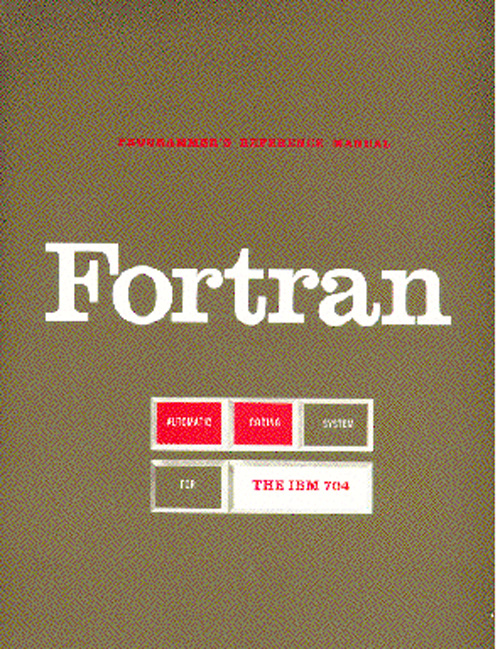 PROGRAMMER'S REFERENCE MANUAL
Fortran
AUTOMATIC CODING SYSTEM
FOR THE IBM 704